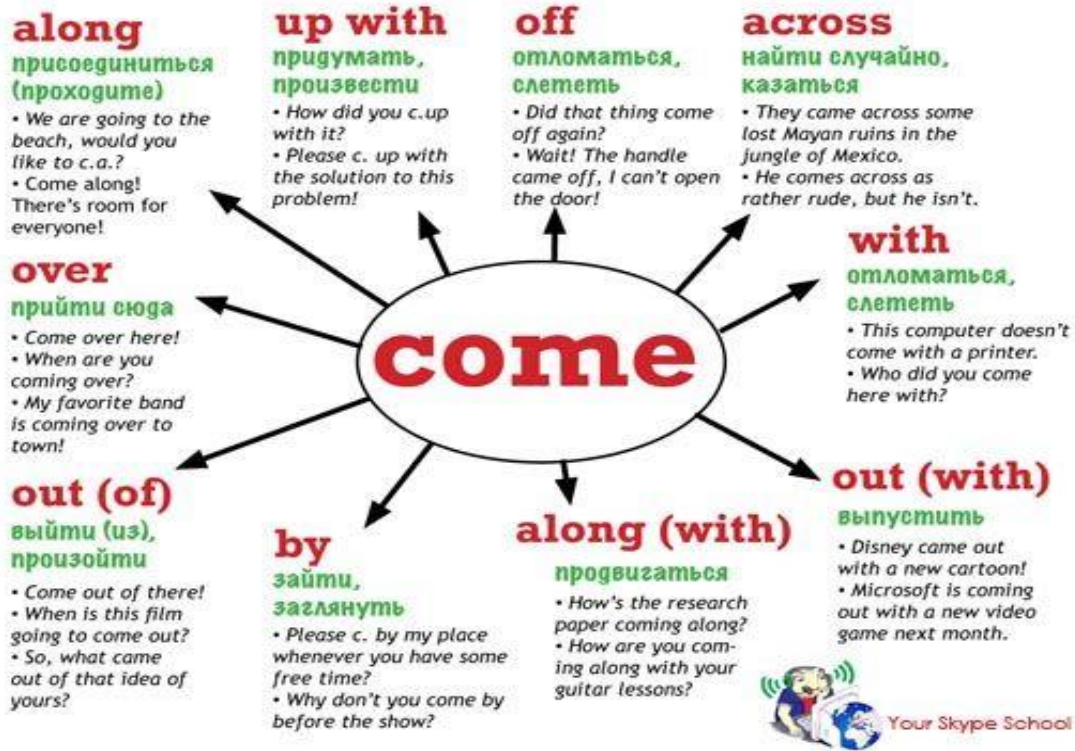 along
присоединиться
(проходите)
• We are going to the
beach, would you
like to c.a.?
• Come along!
There's room for
everyone!
up with
придумать,
произвести
• How did you c.up
with it?
• Please c. up with
the solution to this
problem!
off
отломаться,
слететь
• Did that thing come
off again?
• Wait! The handle
came off, I can't open
the door!
across
найти случайно,
казаться
• They came across some
lost Mayan ruins in the
jungle of Mexico.
• He comes across as
rather rude, but he isn't.
over
прийти сюда
• Come over here!
• When are you
coming over?
• My favorite band
is coming over to
town!
come
with
отломаться,
слететь
• This computer doesn't
come with a printer.
• Who did you come
here with?
out (of)
выйти (из),
произойти
• Come out of there!
• When is this film
going to come out?
• So, what came
out of that idea of
yours?
by
зайти,
заглянуть
• Please c. by my place
whenever you have some
free time?
• Why don't you come by
before the show?
along (with)
продвигаться
• How's the research
paper coming along?
• How are you com-
ing along with your
guitar lessons?
out (with)
выпустить
• Disney came out
with a new cartoon!
• Microsoft is coming
out with a new video
game next month.
Your Skype School